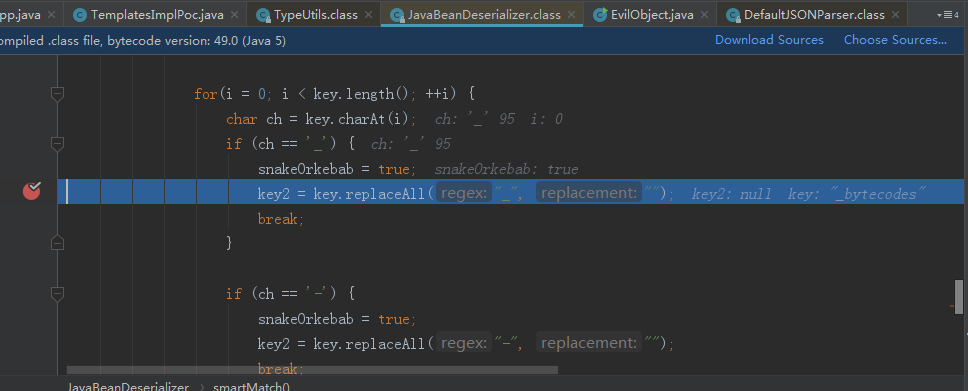 pp.java × TemplatesImplPoc.java × TypeUtils.class × JavaBeanDeserializer.class × EvilObject.java × DefaultJSONParser.class × 4
ompiled .class file, bytecode version: 49.0 (Java 5) Download Sources Choose Sources...
for(i = 0; i < key.length(); ++i) {
char ch = key.charAt(i); ch: '_' 95 i: 0
if (ch == '_') { ch: '_' 95
snakeOrkebab = true; snakeOrkebab: true
key2 = key.replaceAll( regex: "_", replacement: ""); key2: null key: "_bytecodes"
break;
}
if (ch == '-') {
snakeOrkebab = true;
key2 = key.replaceAll( regex: "-", replacement: "");
break;
JavaBeanDeserializer > smartMatch()